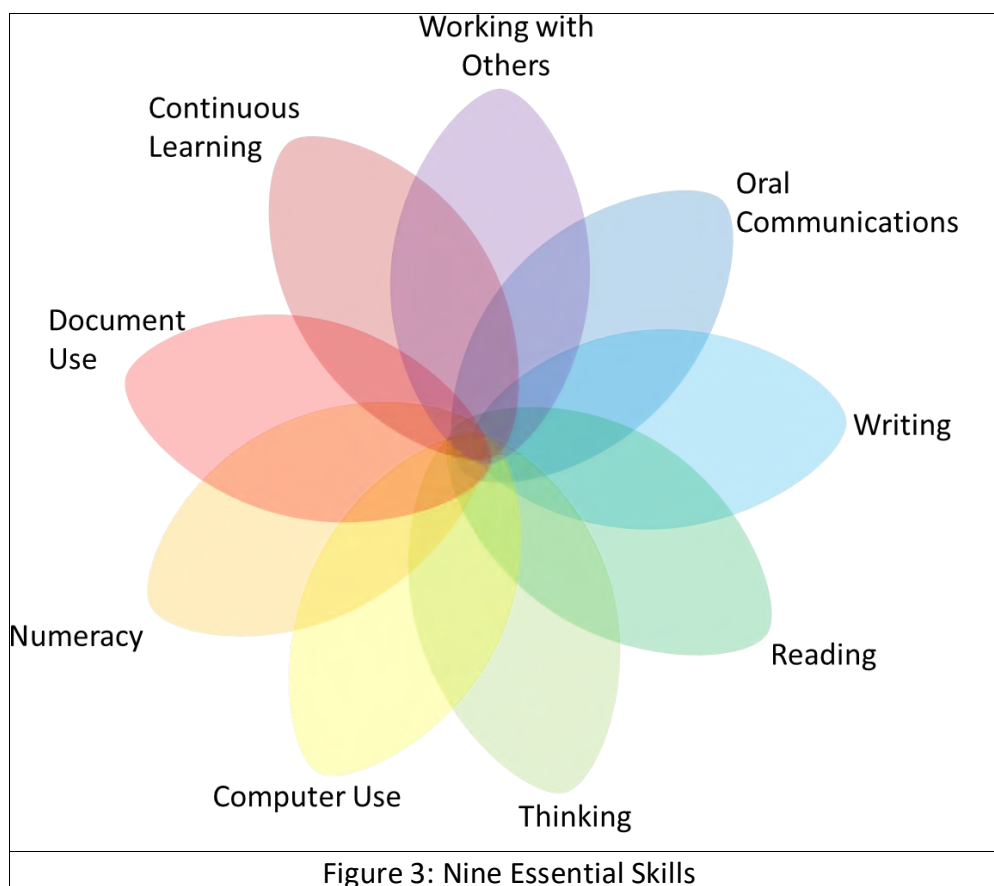 Working with
Others
Continuous
Learning
Oral
Communications
Document
Use
Writing
Numeracy
Reading
Computer Use
Thinking
Figure 3: Nine Essential Skills